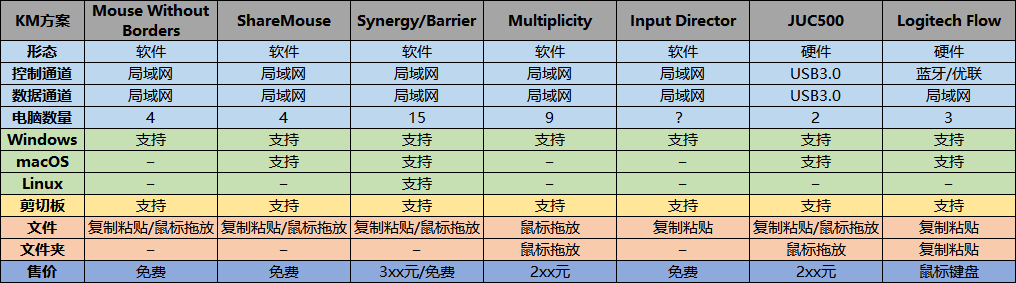 KM方案 Mouse Without Borders ShareMouse Synergy/Barrier Multiplicity Input Director JUC500 Logitech Flow
形态 软件 软件 软件 软件 软件 硬件 硬件
控制通道 局域网 局域网 局域网 局域网 局域网 USB3.0 蓝牙/优联
数据通道 局域网 局域网 局域网 局域网 局域网 USB3.0 局域网
电脑数量 4 4 15 9 ? 2 3
Windows 支持 支持 支持 支持 支持 支持 支持
macOS – 支持 支持 – – 支持 支持
Linux – – 支持 – – – –
剪切板 支持 支持 支持 支持 支持 支持 支持
文件 复制粘贴/鼠标拖放 复制粘贴/鼠标拖放 复制粘贴/鼠标拖放 鼠标拖放 复制粘贴 复制粘贴/鼠标拖放 复制粘贴
文件夹 – – – 鼠标拖放 – 鼠标拖放 复制粘贴
售价 免费 免费 3xx元/免费 2xx元 免费 2xx元 鼠标键盘